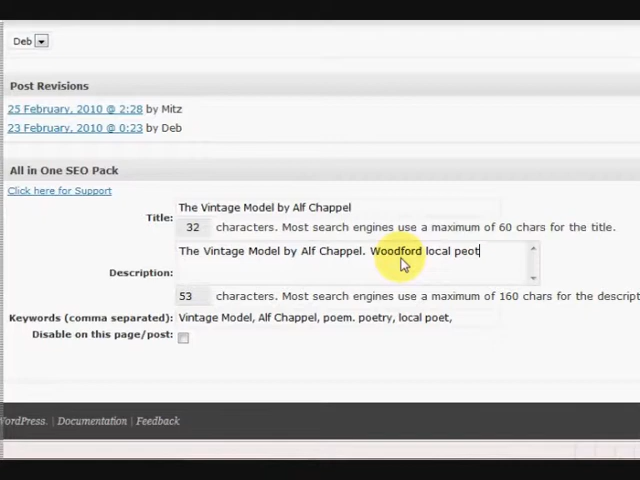 Deb
Post Revisions
25 February, 2010 @ 2:28 by Mitz
23 February, 2010 @ 0:23 by Deb
All in One SEO Pack
Click here for Support
The Vintage Model by Alf Chappel
Title:
32 characters. Most search engines use a maximum of 60 chars for the title.
The Vintage Model by Alf Chappel. Woodford local peot
Description:
53 characters. Most search engines use a maximum of 160 chars for the descript
Keywords (comma separated): Vintage Model, Alf Chappel, poem. poetry, local poet,
Disable on this page/post:
WordPress. | Documentation | Feedback